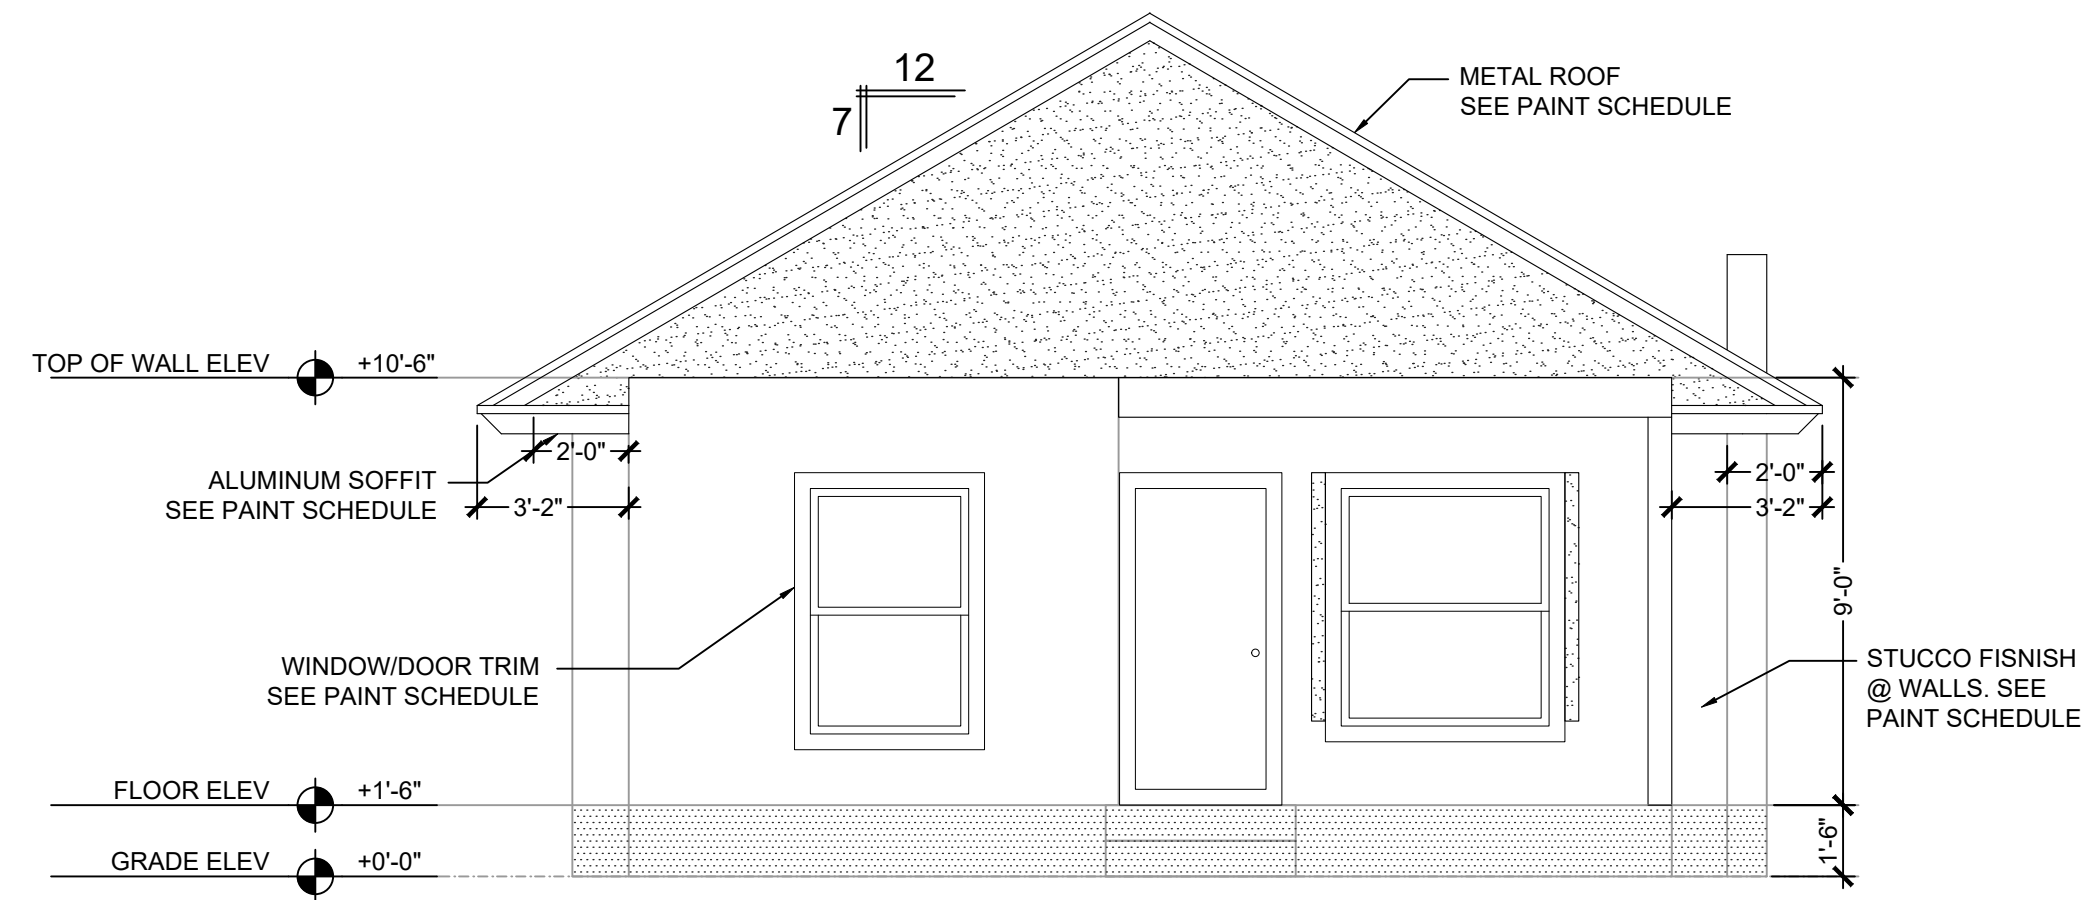 12
7
METAL ROOF
SEE PAINT SCHEDULE
TOP OF WALL ELEV +10'-6"
2'-0"
ALUMINUM SOFFIT
SEE PAINT SCHEDULE
3'-2"
2'-0"
3'-2"
9'-0"
WINDOW/DOOR TRIM
SEE PAINT SCHEDULE
STUCCO FISNISH
@ WALLS. SEE
PAINT SCHEDULE
FLOOR ELEV +1'-6"
1'-6"
GRADE ELEV +0'-0"